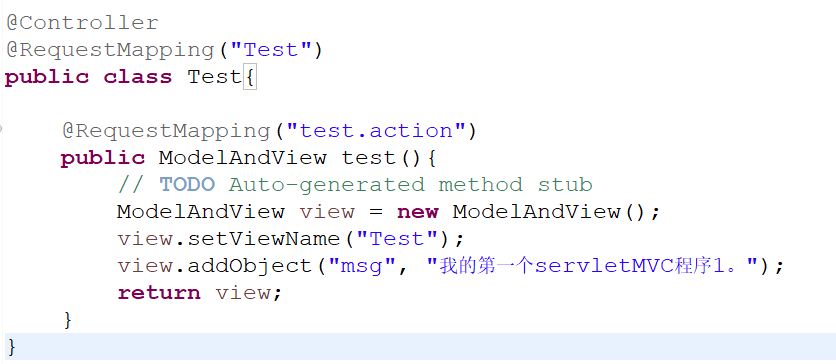 @Controller
@RequestMapping("Test")
public class Test{
@RequestMapping("test.action")
public ModelAndView test(){
// TODO Auto-generated method stub
ModelAndView view = new ModelAndView();
view.setViewName("Test");
view.addObject("msg", "我的第一个servletMVC程序1。");
return view;
}
}